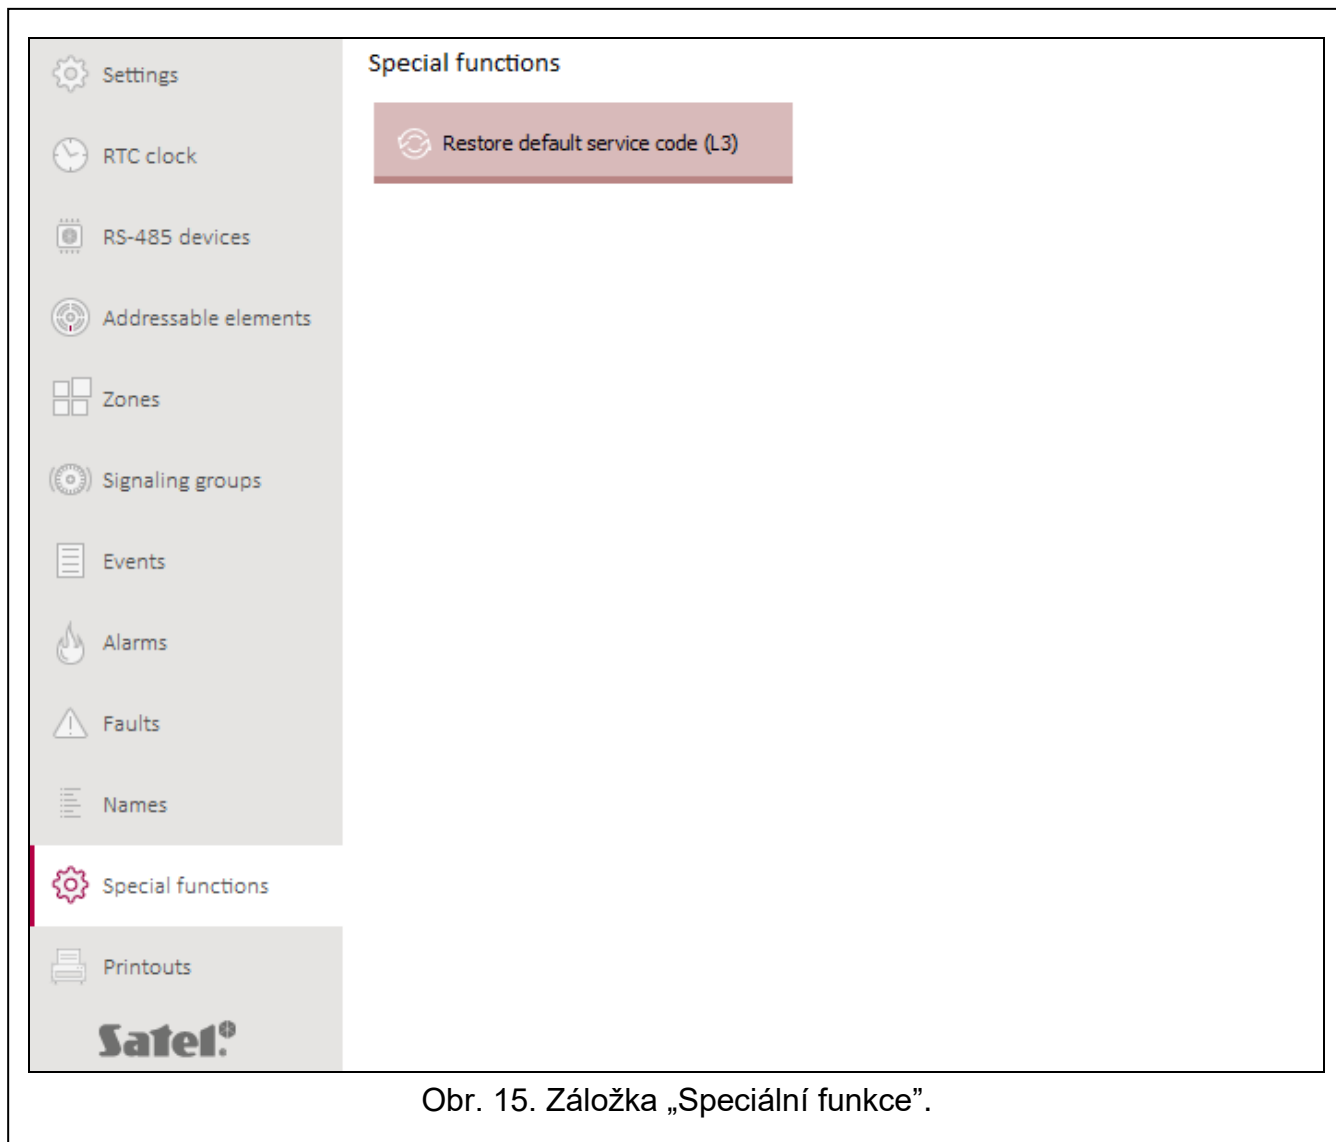 Settings
RTC clock
RS-485 devices
Addressable elements
Zones
Signaling groups
Events
Alarms
Faults
Names
Special functions
Printouts
Satel.
Special functions
Restore default service code (L3)
Obr. 15. Záložka „Speciální funkce”.